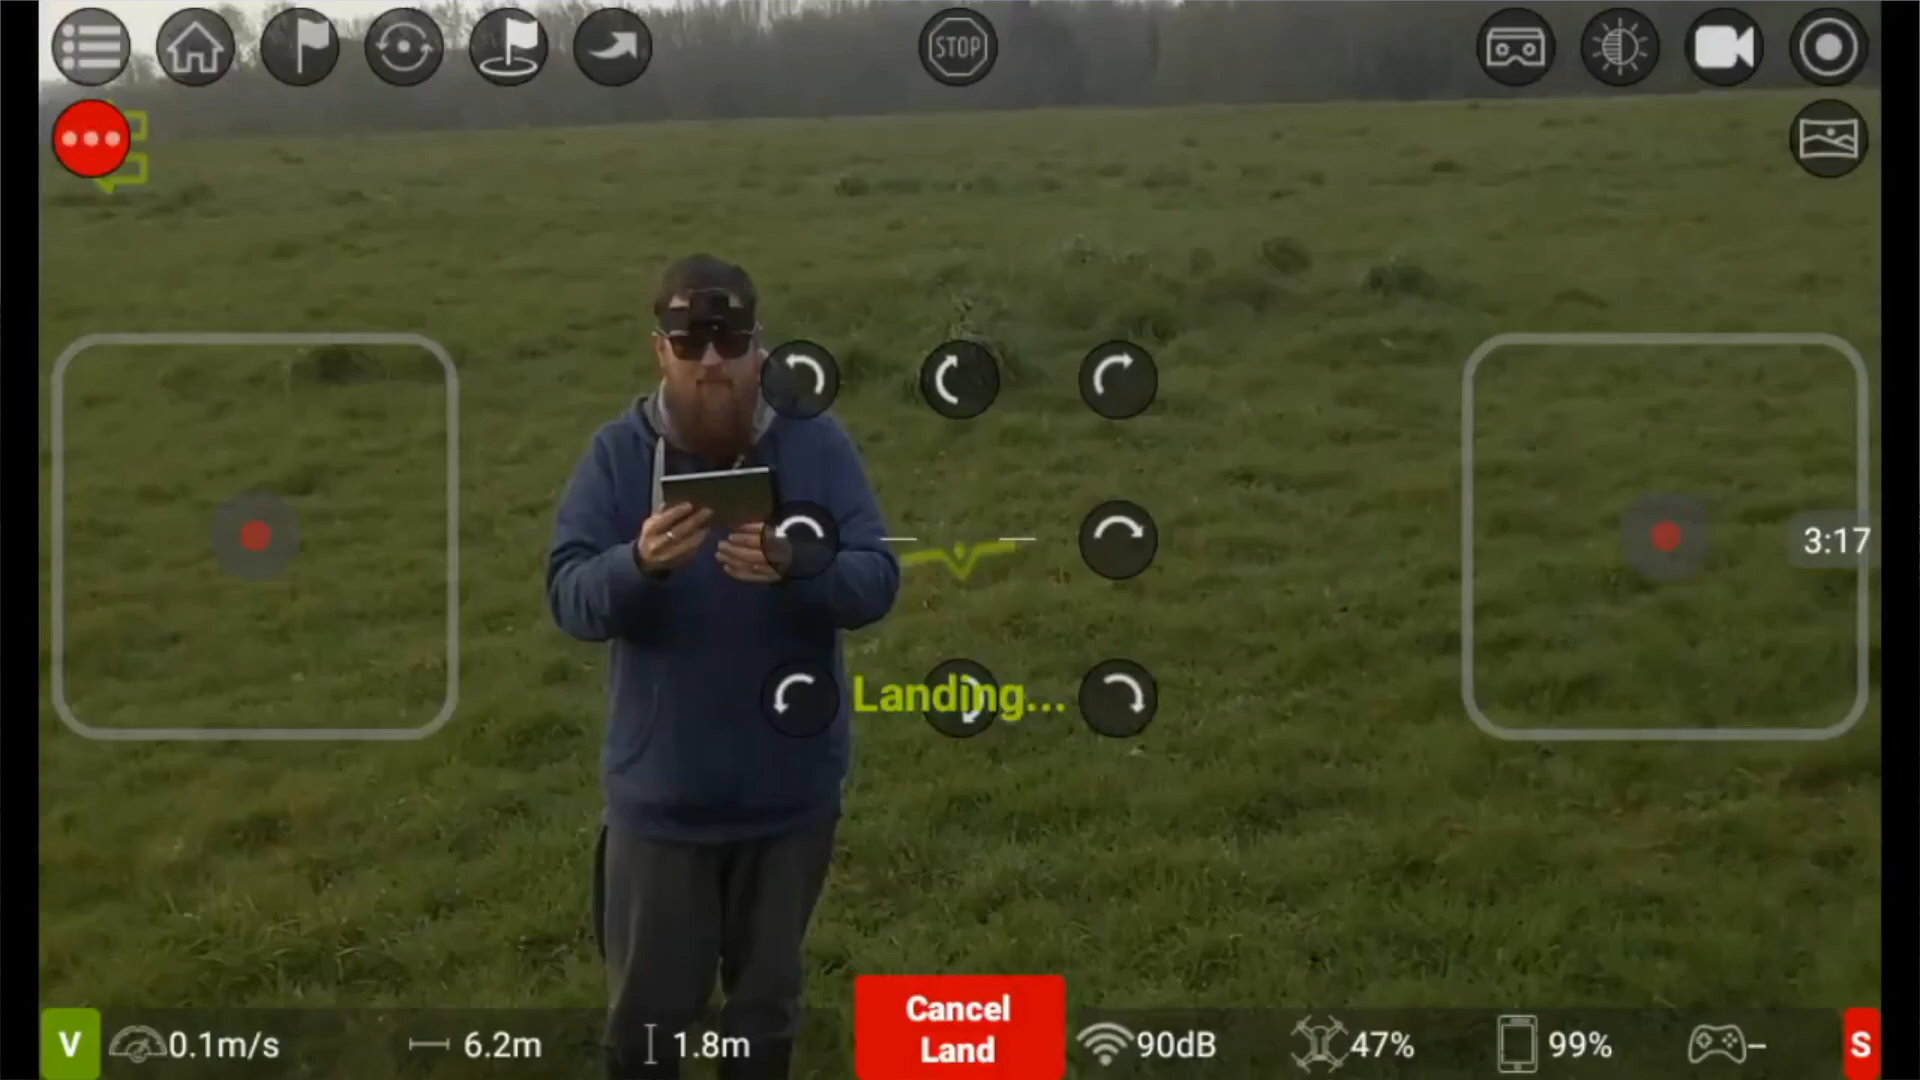 STOP
3:17
Landing...
Cancel
Land
V
0.1m/s
6.2m
1.8m
90dB
47%
99%
–
S